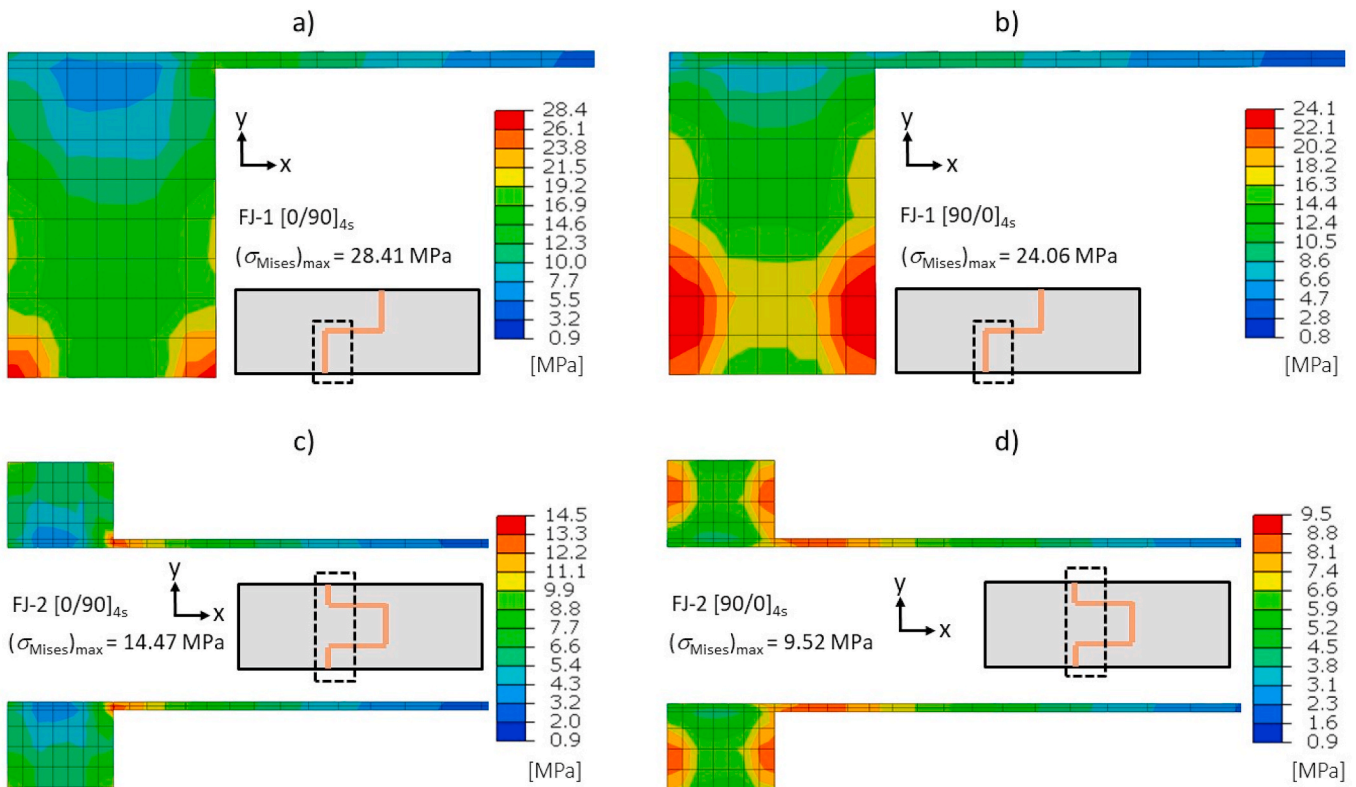 a)
y
x
FJ-1 [0/90]4s
(σMises)max = 28.41 MPa
28.4
26.1
23.8
21.5
19.2
16.9
14.6
12.3
10.0
7.7
5.5
3.2
0.9
[MPa]
b)
y
x
FJ-1 [90/0]4s
(σMises)max = 24.06 MPa
24.1
22.1
20.2
18.2
16.3
14.4
12.4
10.5
8.6
6.6
4.7
2.8
0.8
[MPa]
c)
y
x
FJ-2 [0/90]4s
(σMises)max = 14.47 MPa
14.5
13.3
12.2
11.1
9.9
8.8
7.7
6.6
5.4
4.3
3.2
2.0
0.9
[MPa]
d)
y
x
FJ-2 [90/0]4s
(σMises)max = 9.52 MPa
9.5
8.8
8.1
7.4
6.6
5.9
5.2
4.5
3.8
3.1
2.3
1.6
0.9
[MPa]